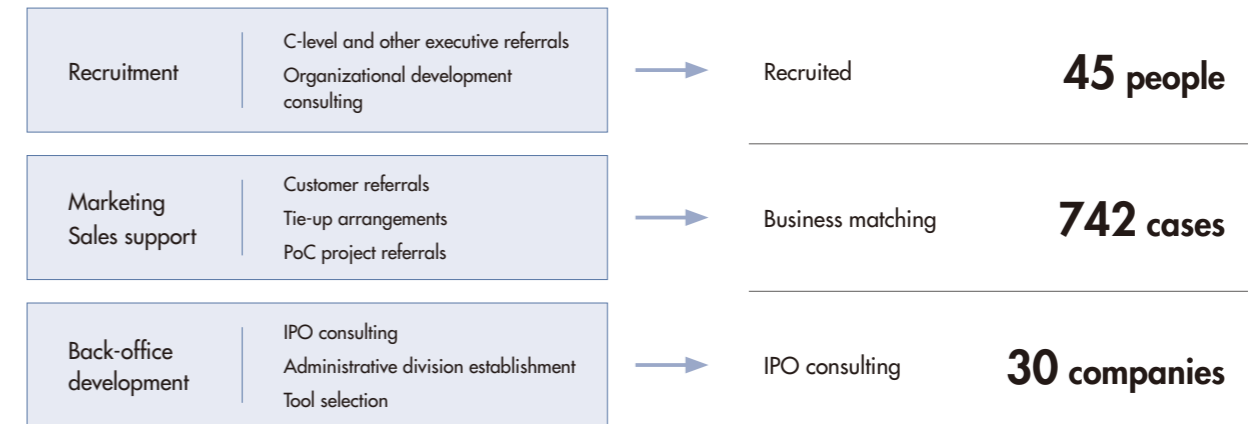 Recruitment
C-level and other executive referrals
Organizational development
consulting
Recruited
45 people
Marketing
Sales support
Customer referrals
Tie-up arrangements
PoC project referrals
Business matching
742 cases
Back-office
development
IPO consulting
Administrative division establishment
Tool selection
IPO consulting
30 companies